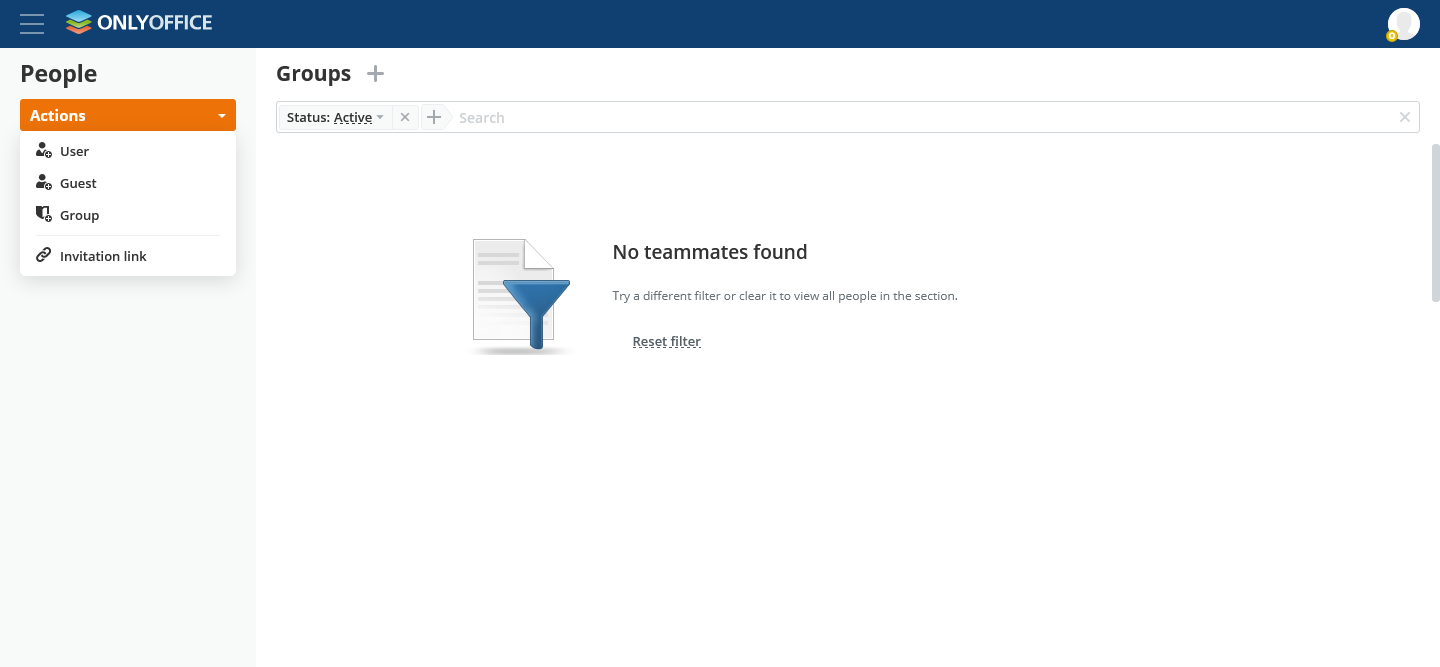 ONLYOFFICE
People
Actions
User
Guest
Group
Invitation link
Groups
Status: Active
Search
No teammates found
Try a different filter or clear it to view all people in the section.
Reset filter